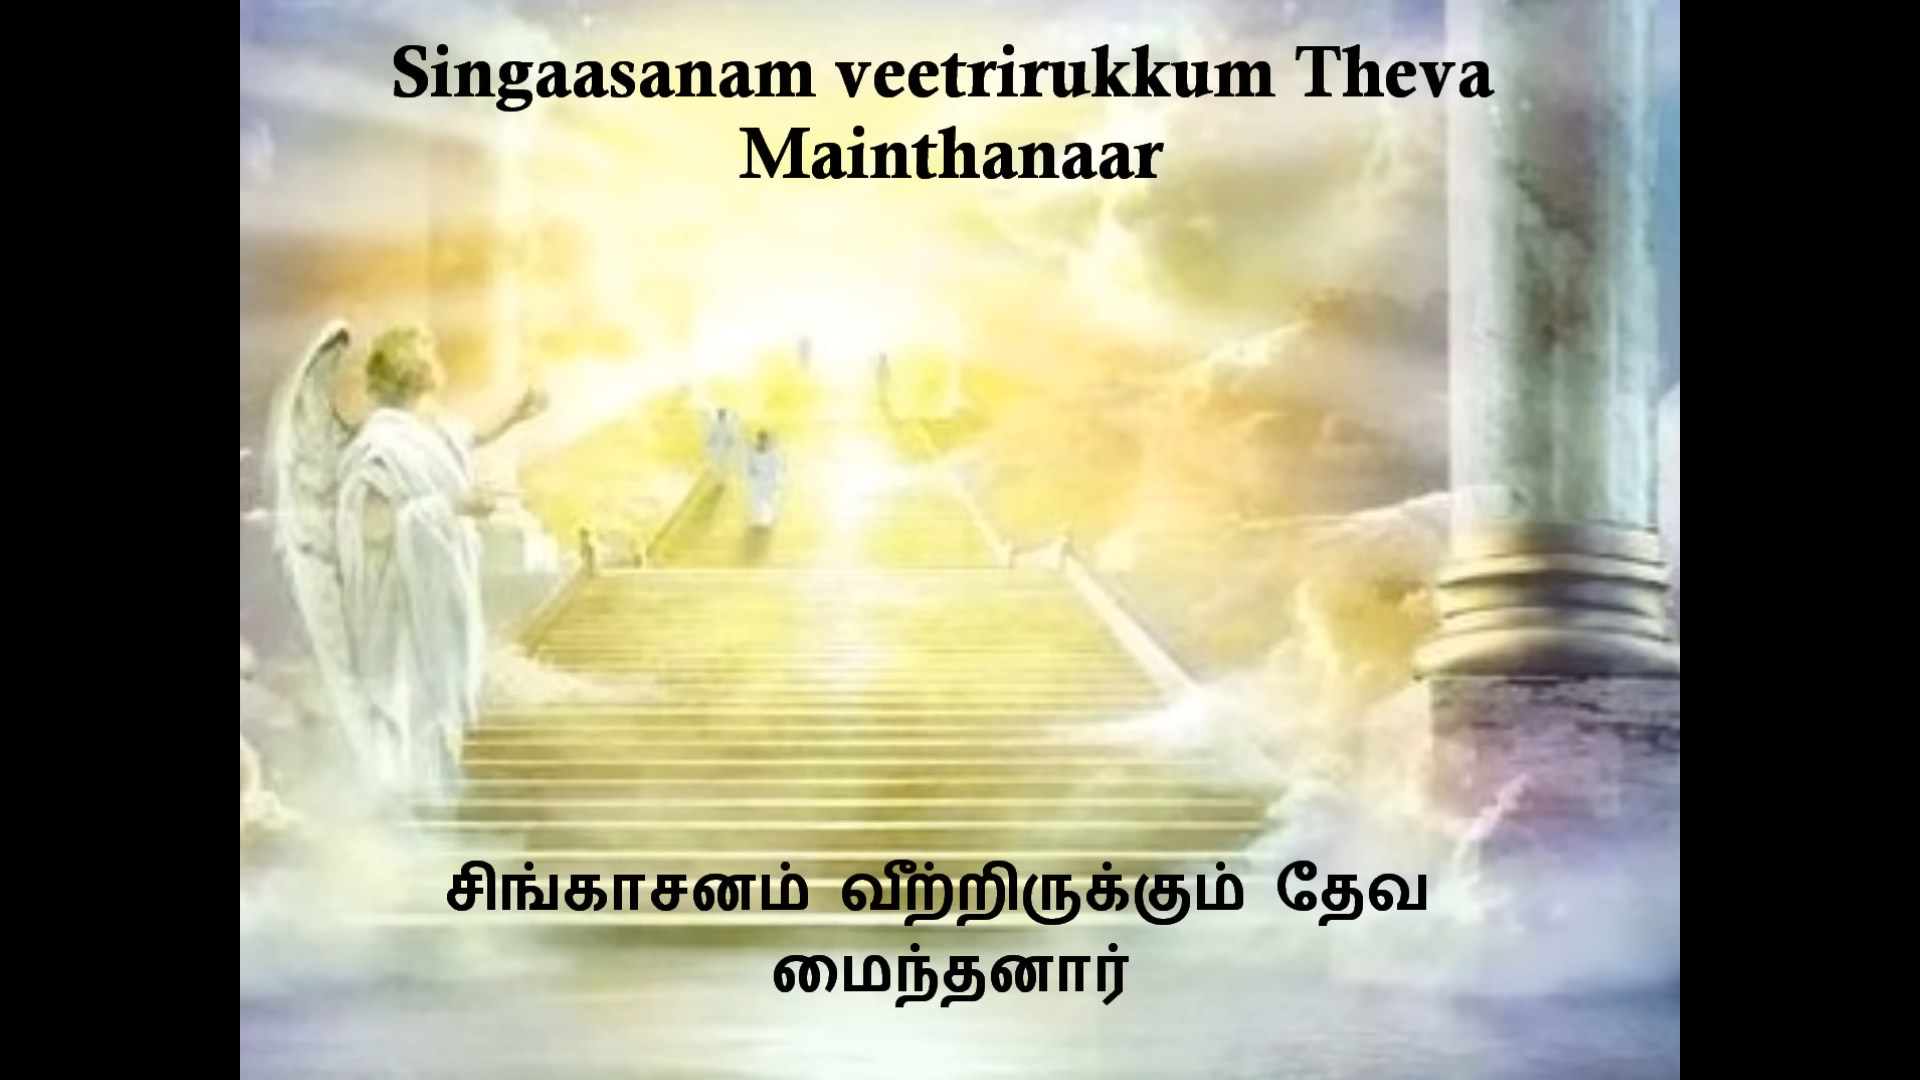 Singaasanam veetrirukkum Theva
Mainthanaar
சிங்காசனம் வீற்றிருக்கும் தேவ
மைந்தனார்